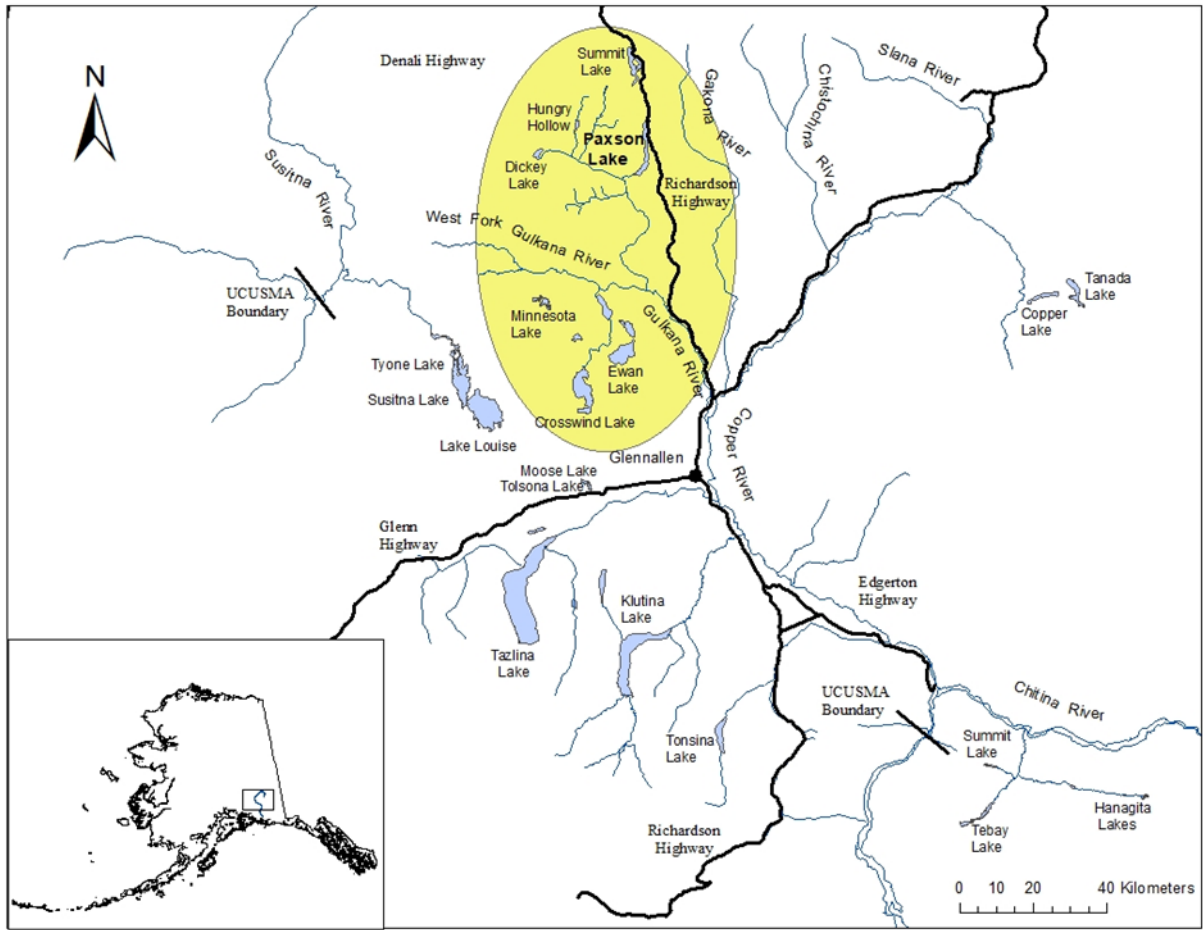 Summit
Lake
Denali Highway
Slana River
N
Gakona River
Chistochina River
Hungry
Hollow
Paxson
Lake
Dickey
Lake
Susitna River
Richardson
Highway
West Fork Gulkana River
UCUSMA
Boundary
Tanada
Lake
Copper
Lake
Minnesota
Lake
Gulkana River
Tyone Lake
Ewan
Lake
Susitna Lake
Crosswind Lake
Lake Louise
Copper River
Glennallen
Moose Lake
Tolsona Lake
Glenn
Highway
Edgerton
Highway
Klutina
Lake
Tazlina
Lake
UCUSMA
Boundary
Chitina River
Tonsina
Lake
Summit
Lake
Hanagita
Lakes
Tebay
Lake
Richardson
Highway
0 10 20 40 Kilometers